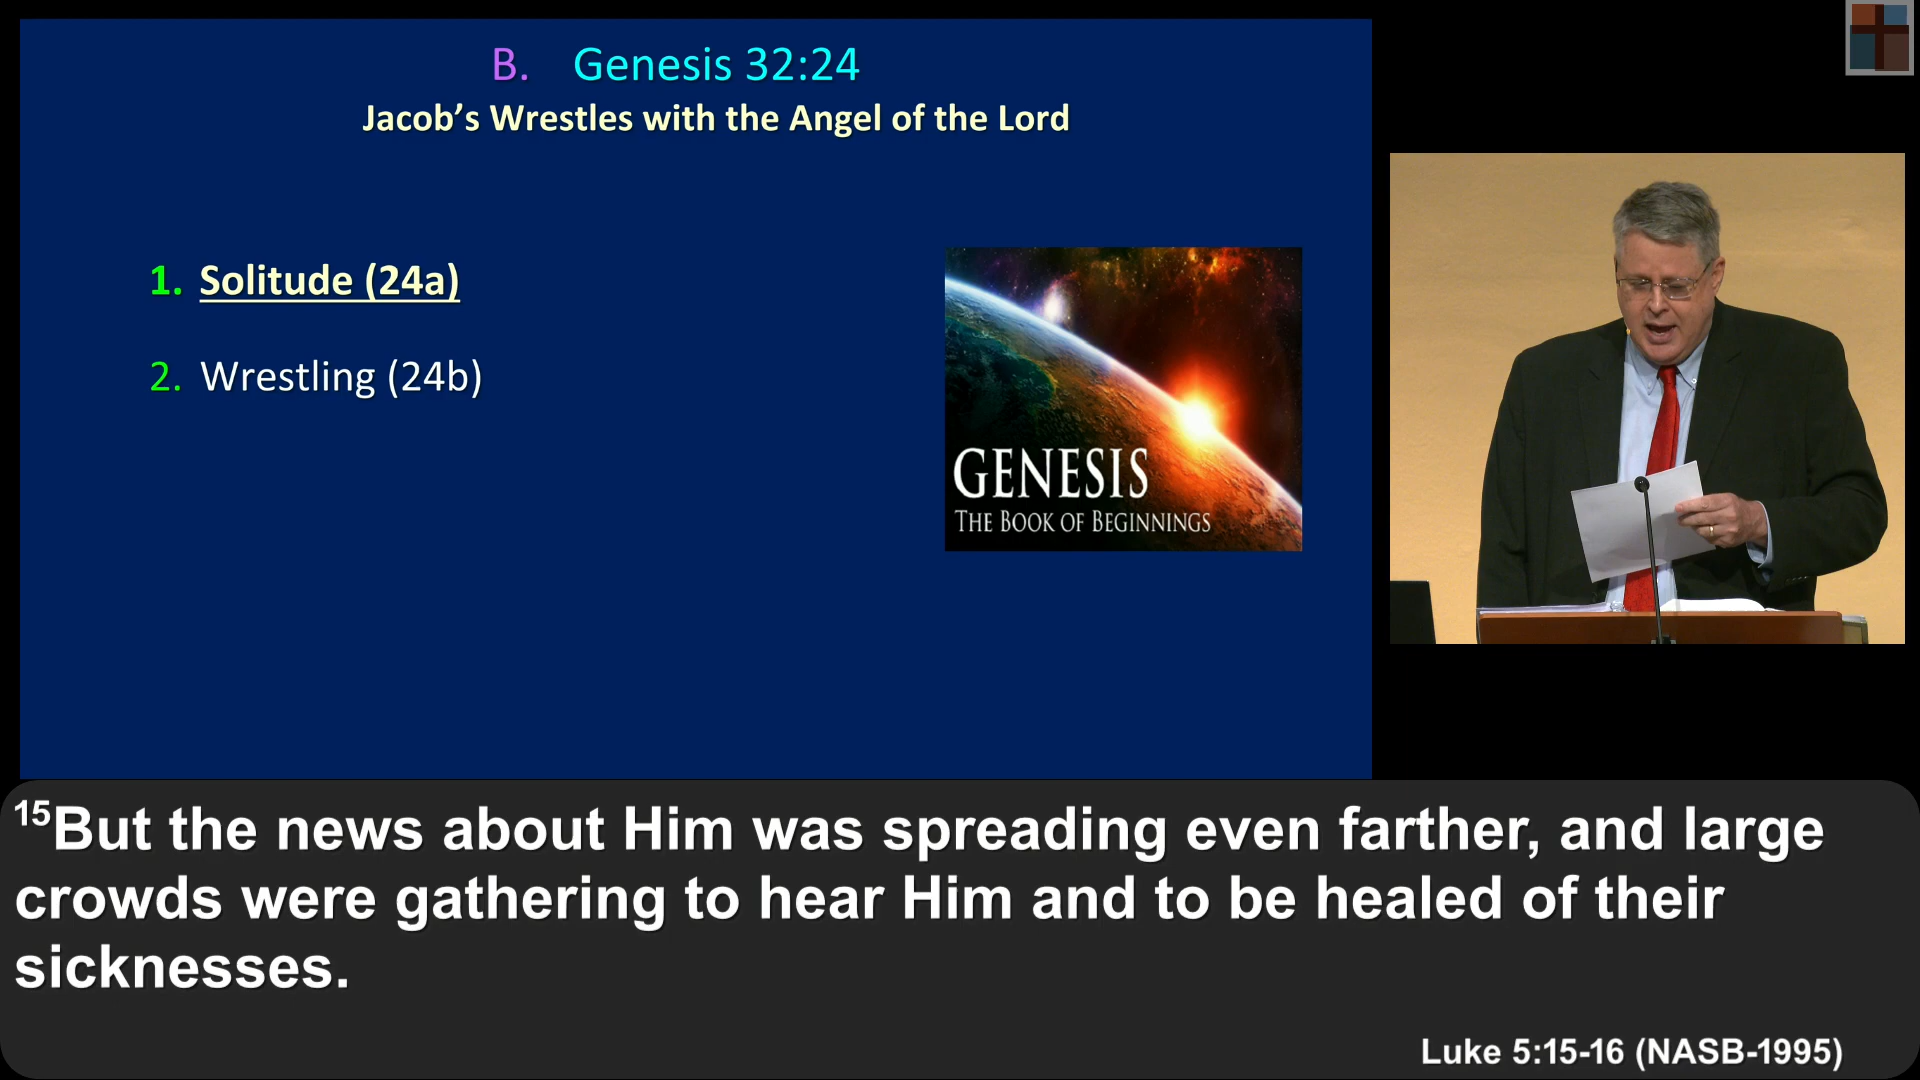 B. Genesis 32:24
Jacob’s Wrestles with the Angel of the Lord
1. Solitude (24a)
2. Wrestling (24b)
GENESIS
THE BOOK OF BEGINNINGS
15But the news about Him was spreading even farther, and large
crowds were gathering to hear Him and to be healed of their
sicknesses.
Luke 5:15-16 (NASB-1995)